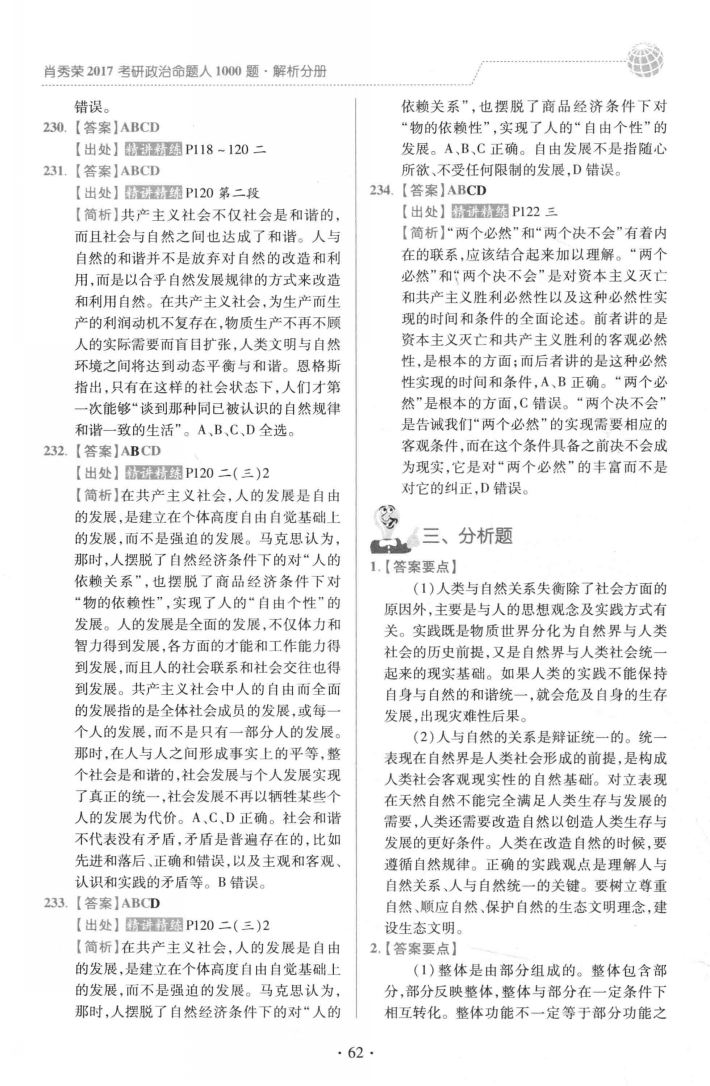 肖秀荣2017考研政治命题人1000题·解析分册
错误。
230.【答案】ABCD
【出处】精讲精练P118~120 二
231.【答案】ABCD
【出处】精讲精练P120 第二段
【简析】共产主义社会不仅社会是和谐的,
而且社会与自然之间也达成了和谐。人与
自然的和谐并不是放弃对自然的改造和利
用,而是以合乎自然发展规律的方式来改造
和利用自然。在共产主义社会,为生产而生
产的利润动机不复存在,物质生产不再不顾
人的实际需要而盲目扩张,人类文明与自然
环境之间将达到动态平衡与和谐。恩格斯
指出,只有在这样的社会状态下,人们才第
一次能够“谈到那种同已被认识的自然规律
和谐一致的生活”。A、B、C、D全选。
232.【答案】ABCD
【出处】精讲精练P120 二(三)2
【简析】在共产主义社会,人的发展是自由
的发展,是建立在个体高度自由自觉基础上
的发展,而不是强迫的发展。马克思认为,
那时,人摆脱了自然经济条件下的对“人的
依赖关系”,也摆脱了商品经济条件下对
“物的依赖性”,实现了人的“自由个性”的
发展。人的发展是全面的发展,不仅体力和
智力得到发展,各方面的才能和工作能力得
到发展,而且人的社会联系和社会交往也得
到发展。共产主义社会中人的自由而全面
的发展指的是全体社会成员的发展,或每一
个人的发展,而不是只有一部分人的发展。
那时,在人与人之间形成事实上的平等,整
个社会是和谐的,社会发展与个人发展实现
了真正的统一,社会发展不再以牺牲某些个
人的发展为代价。A、C、D正确。社会和谐
不代表没有矛盾,矛盾是普遍存在的,比如
先进和落后、正确和错误,以及主观和客观、
认识和实践的矛盾等。B错误。
233.【答案】ABCD
【出处】精讲精练P120 二(三)2
【简析】在共产主义社会,人的发展是自由
的发展,是建立在个体高度自由自觉基础上
的发展,而不是强迫的发展。马克思认为,
那时,人摆脱了自然经济条件下的对“人的
依赖关系”,也摆脱了商品经济条件下对
“物的依赖性”,实现了人的“自由个性”的
发展。A、B、C正确。自由发展不是指随心
所欲、不受任何限制的发展,D错误。
234.【答案】ABCD
【出处】精讲精练P122 三
【简析】“两个必然”和“两个决不会”有着内
在的联系,应该结合起来加以理解。“两个
必然”和“两个决不会”是对资本主义灭亡
和共产主义胜利必然性以及这种必然性实
现的时间和条件的全面论述。前者讲的是
资本主义灭亡和共产主义胜利的客观必然
性,是根本的方面;而后者讲的是这种必然
性实现的时间和条件,A、B正确。“两个必
然”是根本的方面,C错误。“两个决不会”
是告诫我们“两个必然”的实现需要相应的
客观条件,而在这个条件具备之前决不会成
为现实,它是对“两个必然”的丰富而不是
对它的纠正,D错误。
三、分析题
1.【答案要点】
(1)人类与自然关系失衡除了社会方面的
原因外,主要是与人的思想观念及实践方式有
关。实践既是物质世界分化为自然界与人类
社会的历史前提,又是自然界与人类社会统一
起来的现实基础。如果人类的实践不能保持
自身与自然的和谐统一,就会危及自身的生存
发展,出现灾难性后果。
(2)人与自然的关系是辩证统一的。统一
表现在自然界是人类社会形成的前提,是构成
人类社会客观现实性的自然基础。对立表现
在天然自然不能完全满足人类生存与发展的
需要,人类还需要改造自然以创造人类生存与
发展的更好条件。人类在改造自然的时候,要
遵循自然规律。正确的实践观点是理解人与
自然关系、人与自然统一的关键。要树立尊重
自然、顺应自然、保护自然的生态文明理念,建
设生态文明。
2.【答案要点】
(1)整体是由部分组成的。整体包含部
分,部分反映整体,整体与部分在一定条件下
相互转化。整体功能不一定等于部分功能之
·62·